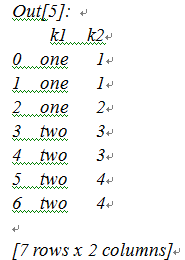 Out[5]:
k1 k2
0 one 1
1 one 1
2 one 2
3 two 3
4 two 3
5 two 4
6 two 4
[7 rows x 2 columns]